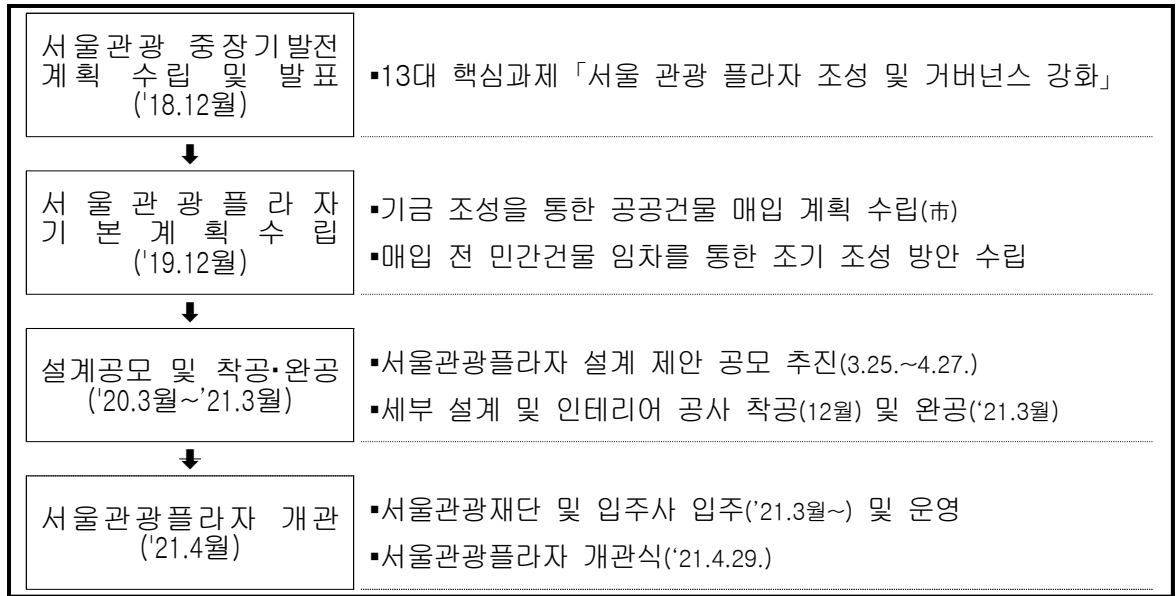 서울관광 중장기발전
계획 수립 및 발표
('18.12월)
▪13대 핵심과제「서울 관광 플라자 조성 및 거버넌스 강화」
⬇
서울관광플라자
기본계획수립
('19.12월)
▪기금 조성을 통한 공공건물 매입 계획 수립(市)
▪매입 전 민간건물 임차를 통한 조기 조성 방안 수립
⬇
설계공모 및 착공·완공
('20.3월~’21.3월)
▪서울관광플라자 설계 제안 공모 추진(3.25.~4.27.)
▪세부 설계 및 인테리어 공사 착공(12월) 및 완공(‘21.3월)
⬇
서울관광플라자 개관
('21.4월)
▪서울관광재단 및 입주사 입주(’21.3월~) 및 운영
▪서울관광플라자 개관식(‘21.4.29.)